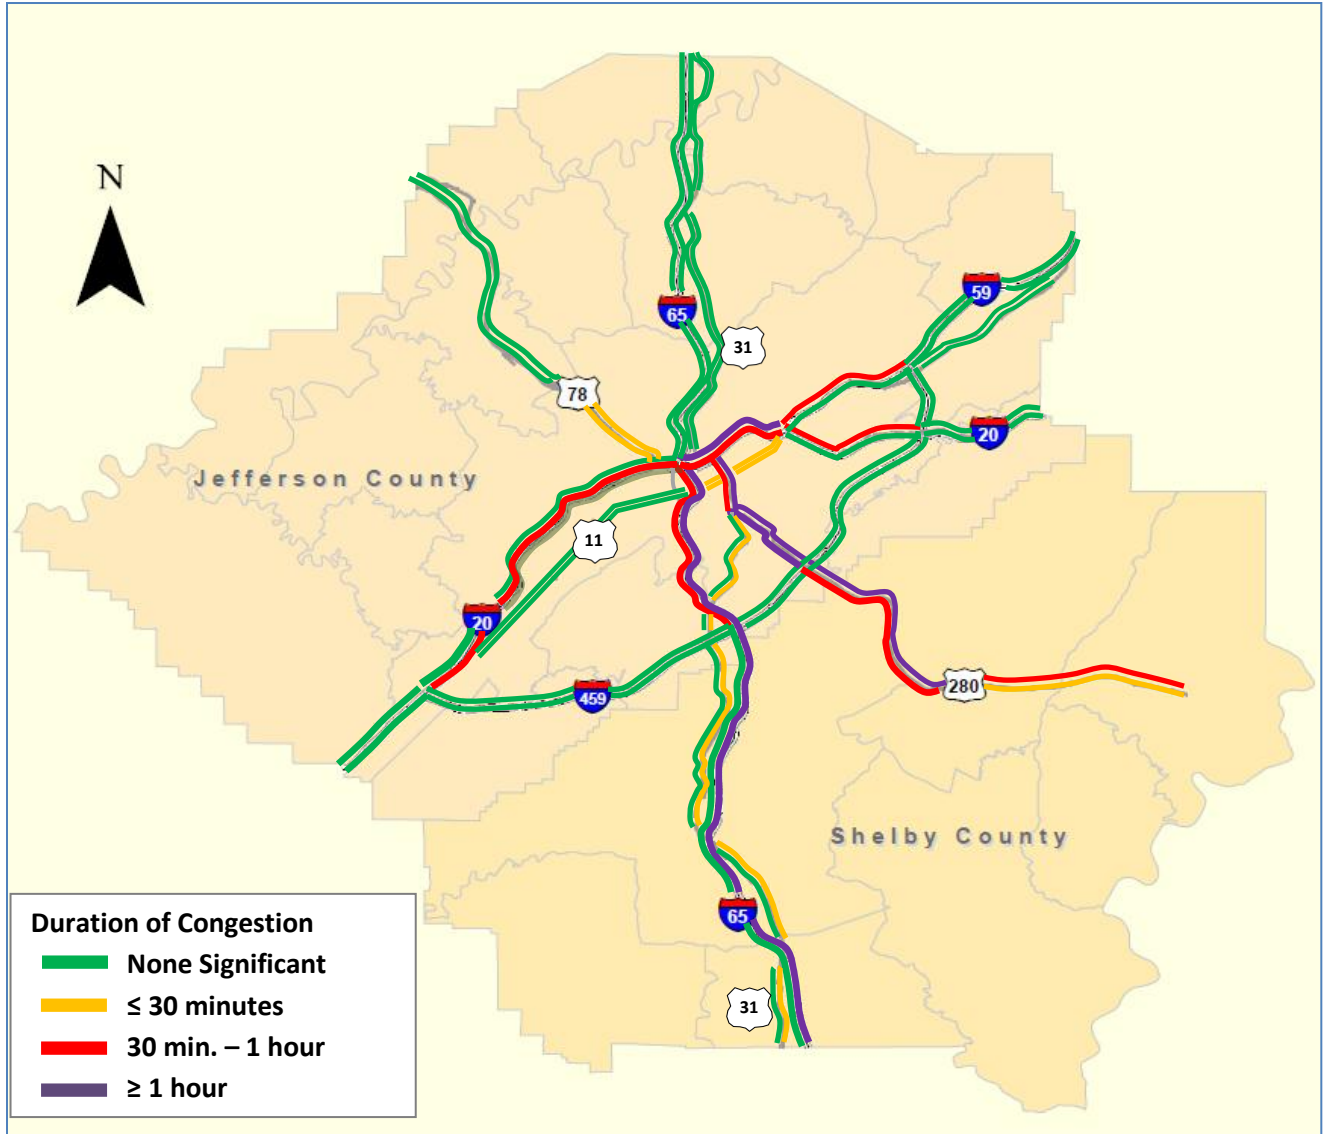 N
59
65
31
78
20
Jefferson County
11
20
280
459
Shelby County
65
31
Duration of Congestion
None Significant
≤ 30 minutes
30 min. – 1 hour
≥ 1 hour